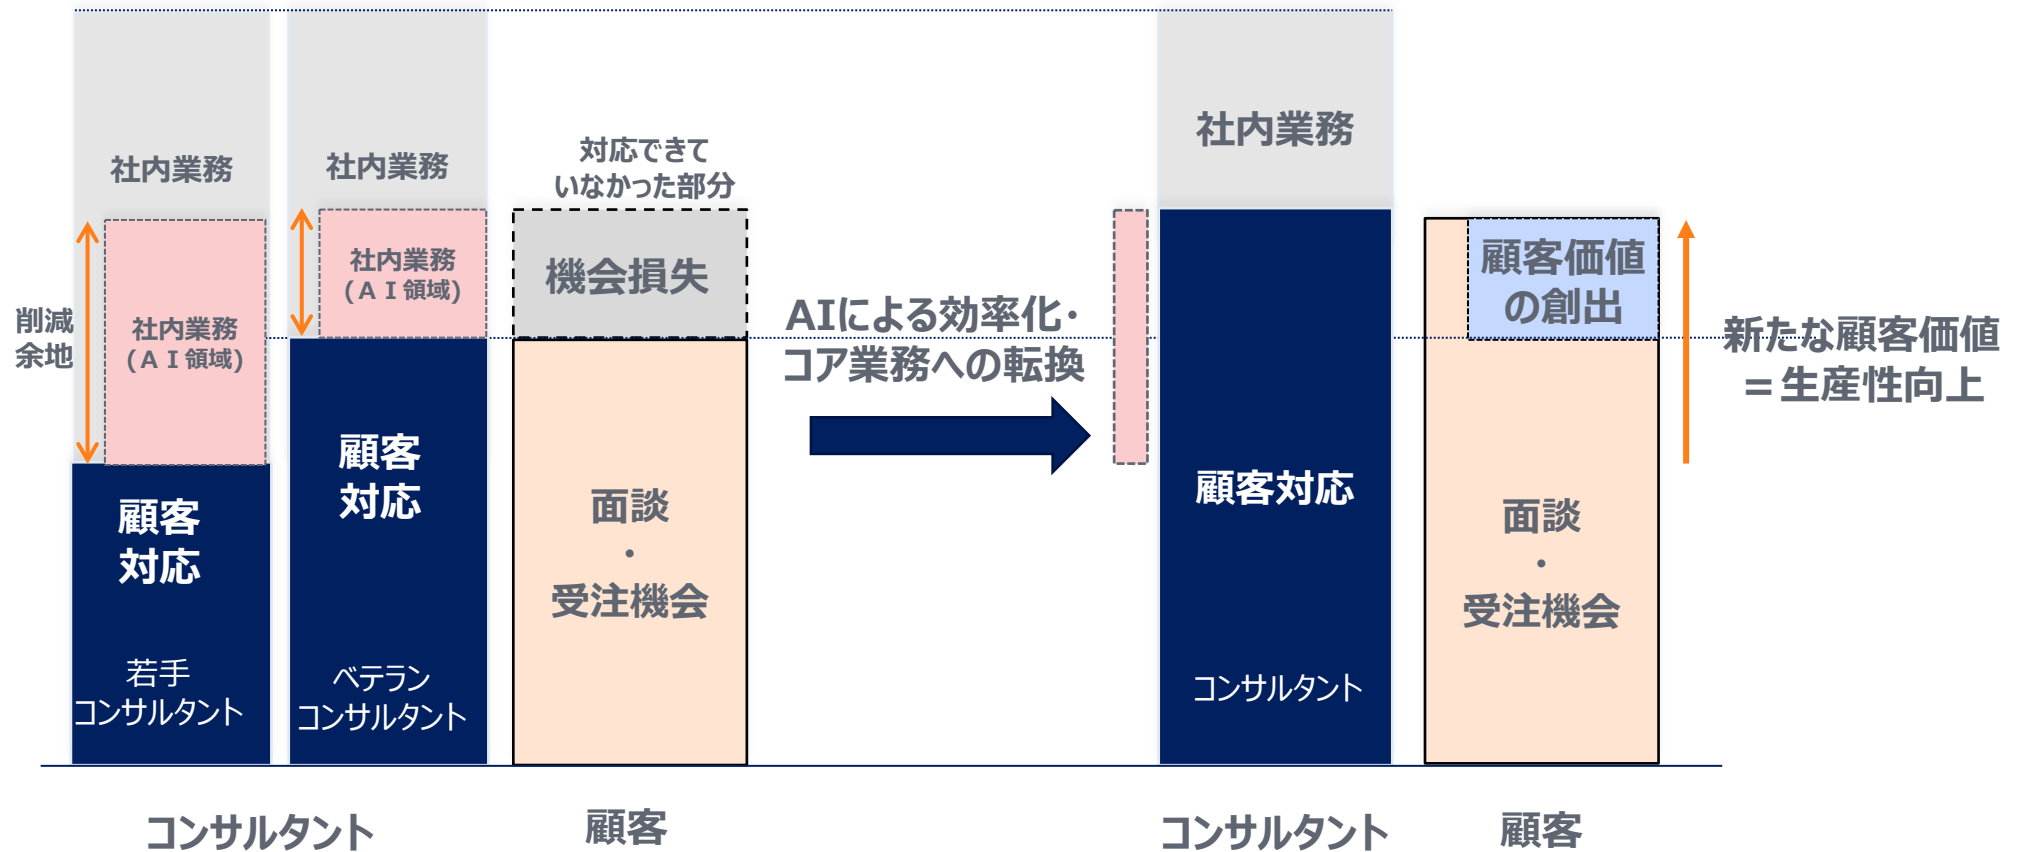 社内業務
社内業務
(ＡＩ領域)
削減
余地
顧客
対応
若手
コンサルタント
社内業務
社内業務
(ＡＩ領域)
顧客
対応
ベテラン
コンサルタント
コンサルタント
対応できて
いなかった部分
機会損失
面談
・
受注機会
顧客
AIによる効率化・
コア業務への転換
社内業務
顧客対応
コンサルタント
コンサルタント
顧客価値
の創出
面談
・
受注機会
顧客
新たな顧客価値
＝生産性向上